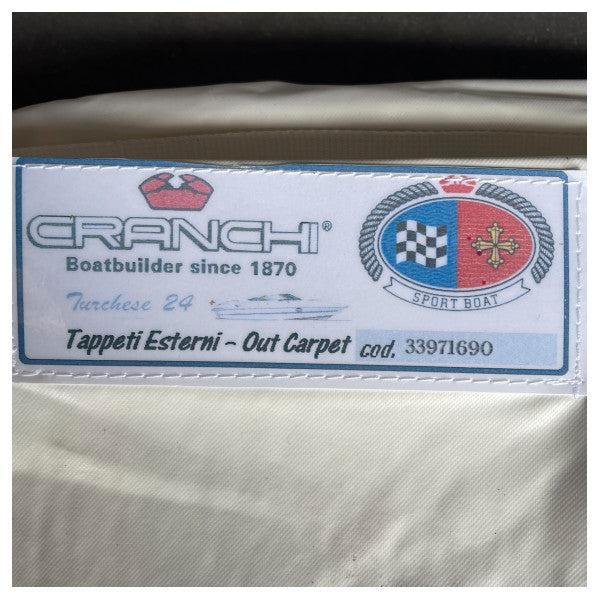 CRANCHI®
Boatbuilder since 1870
Turchese 24
SPORT BOAT
Tappeti Esterni - Out Carpet cod. 33971690